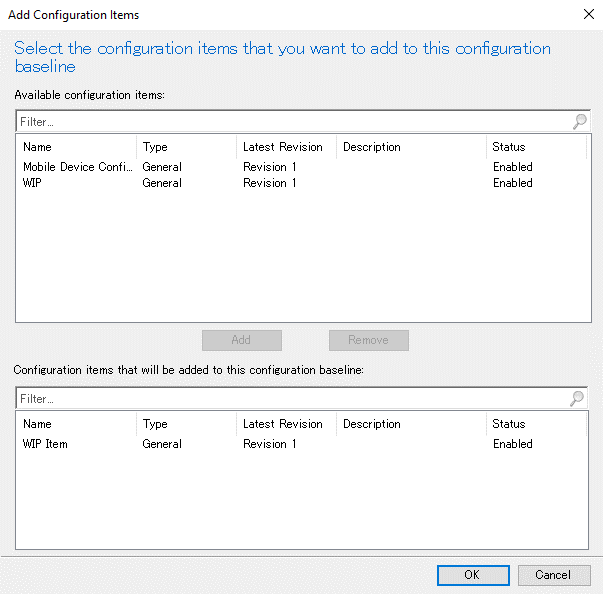 Add Configuration Items
Select the configuration items that you want to add to this configuration
baseline
Available configuration items:
Filter...
Name Type Latest Revision Description Status
Mobile Device Confi... General Revision 1 Enabled
WIP General Revision 1 Enabled
Add Remove
Configuration items that will be added to this configuration baseline:
Filter...
Name Type Latest Revision Description Status
WIP Item General Revision 1 Enabled
OK Cancel